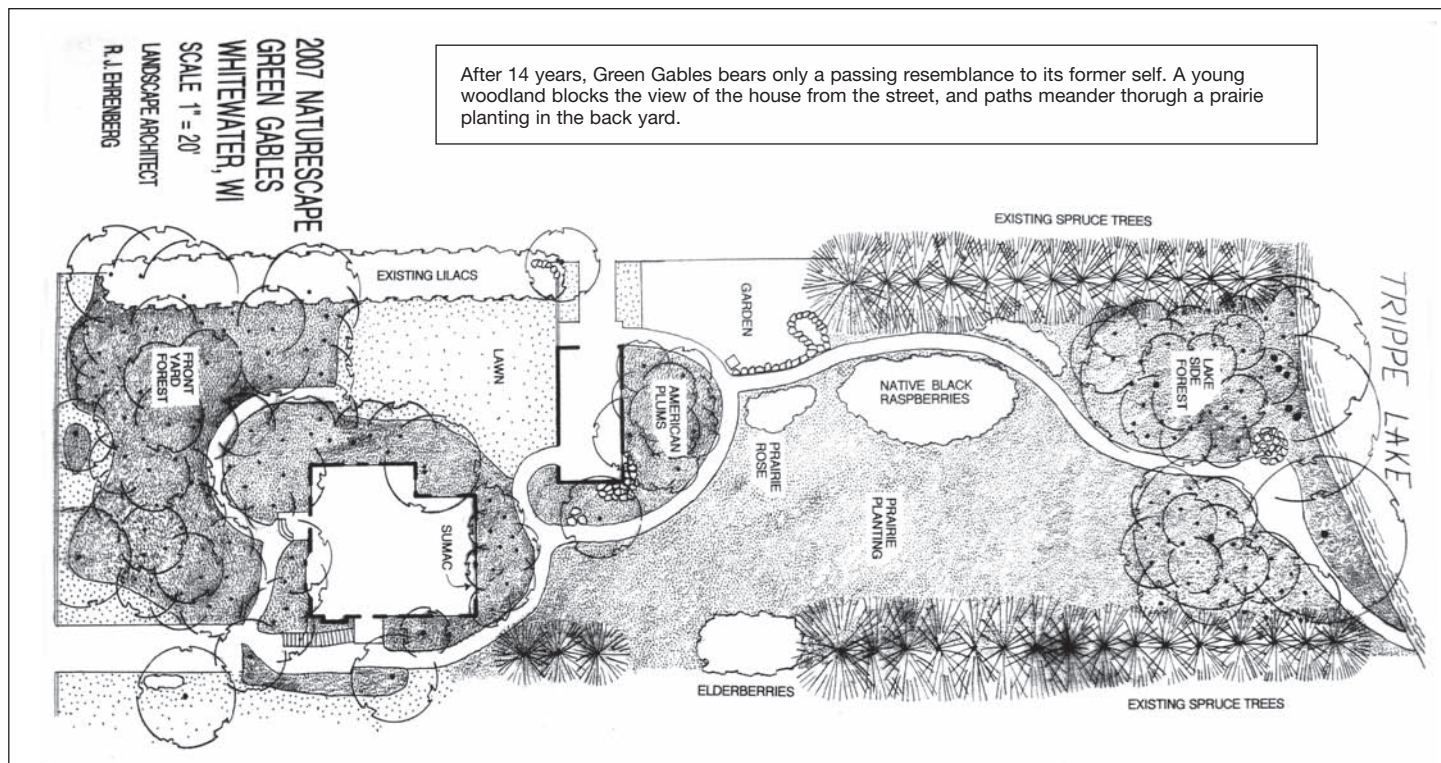 2007 NATURESCAPE
GREEN GABLES
WHITEWATER, WI
SCALE 1" = 20'
LANDSCAPE ARCHITECT
R. J. EHRENBERG
After 14 years, Green Gables bears only a passing resemblance to its former self. A young
woodland blocks the view of the house from the street, and paths meander thorugh a prairie
planting in the back yard.
EXISTING SPRUCE TREES
EXISTING LILACS
TRIPPE LAKE
GARDEN
LAWN
FRONT
YARD
FOREST
AMERICAN
PLUMS
NATIVE BLACK
RASPBERRIES
LAKE
SIDE
FOREST
PRAIRIE
ROSE
PRAIRIE
PLANTING
SUMAC
ELDERBERRIES
EXISTING SPRUCE TREES